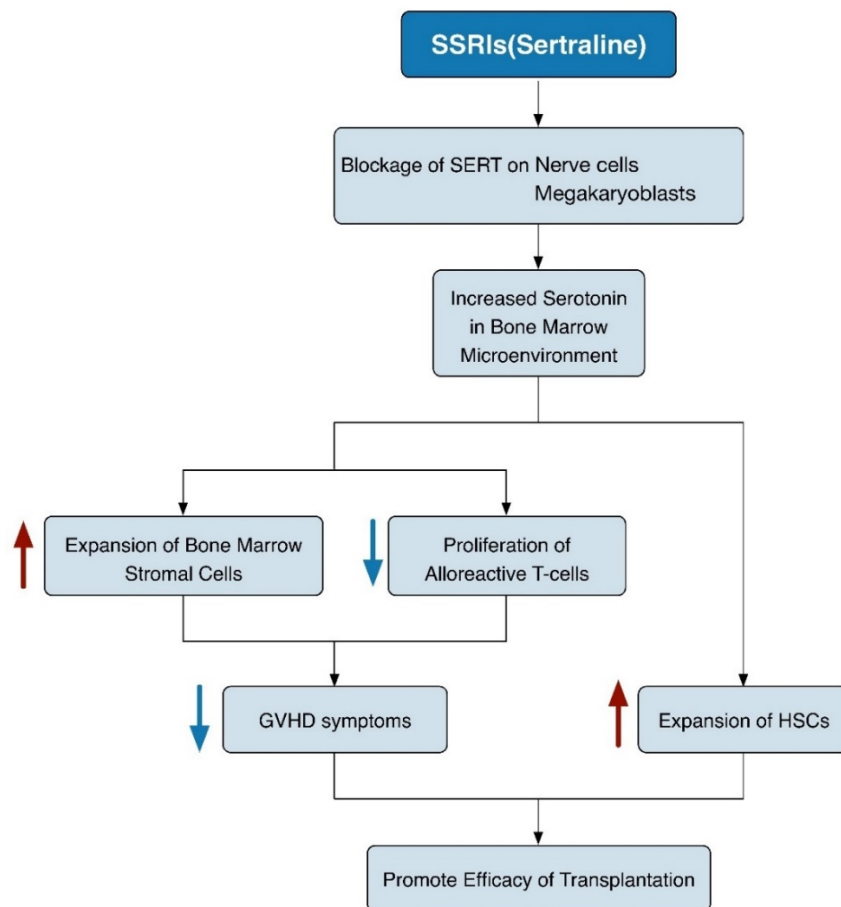 SSRIs(Sertraline)
Blockage of SERT on Nerve cells
Megakaryoblasts
Increased Serotonin
in Bone Marrow
Microenvironment
Expansion of Bone Marrow
Stromal Cells
Proliferation of
Alloreactive T-cells
GVHD symptoms
Expansion of HSCs
Promote Efficacy of Transplantation